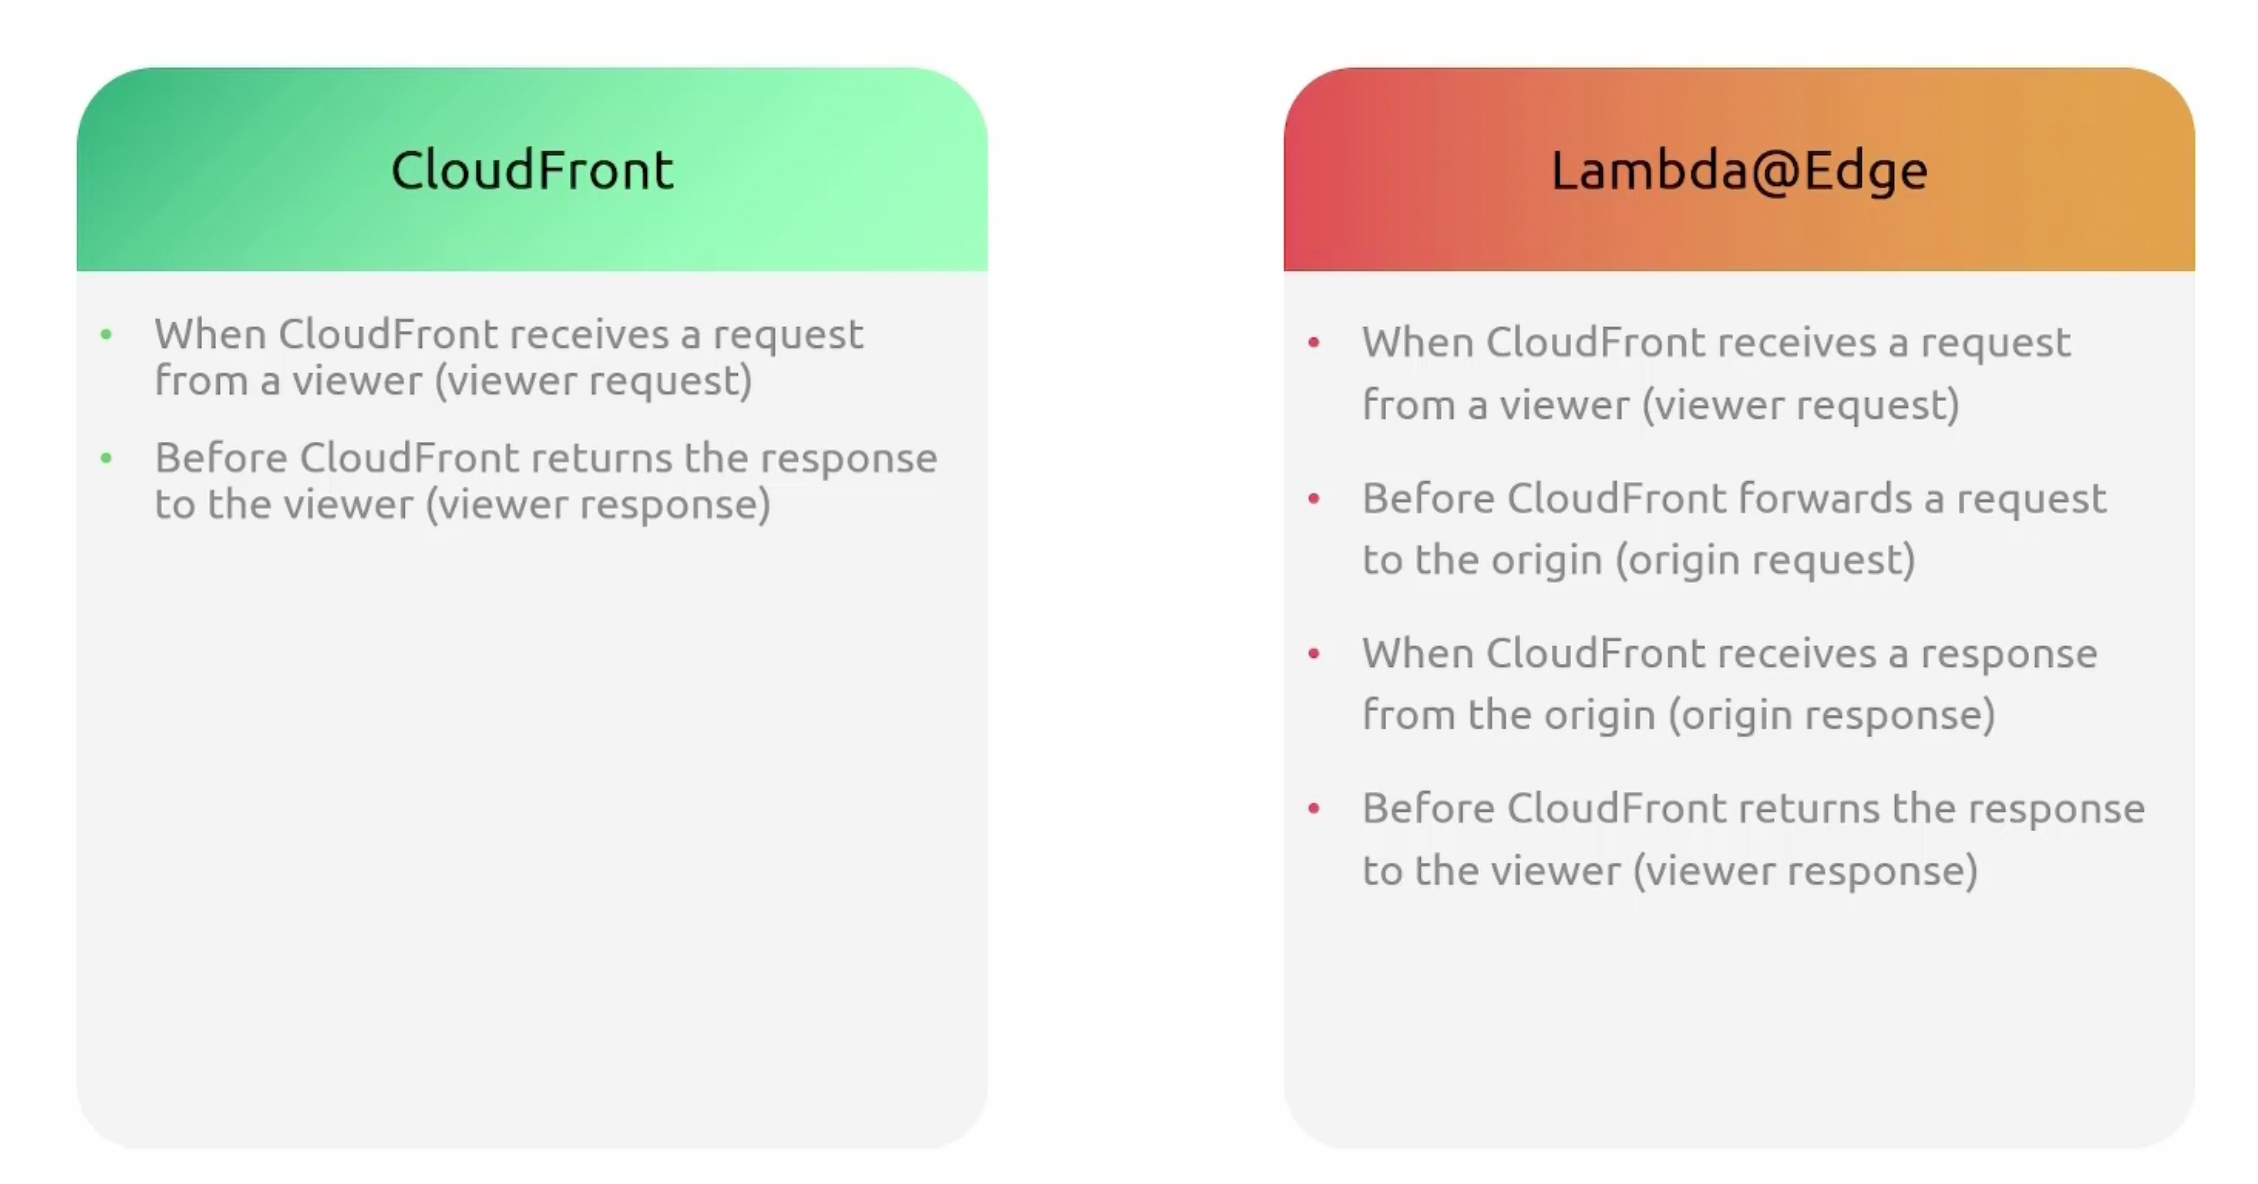 CloudFront
• When CloudFront receives a request
from a viewer (viewer request)
• Before CloudFront returns the response
to the viewer (viewer response)
Lambda@Edge
• When CloudFront receives a request
from a viewer (viewer request)
• Before CloudFront forwards a request
to the origin (origin request)
• When CloudFront receives a response
from the origin (origin response)
• Before CloudFront returns the response
to the viewer (viewer response)